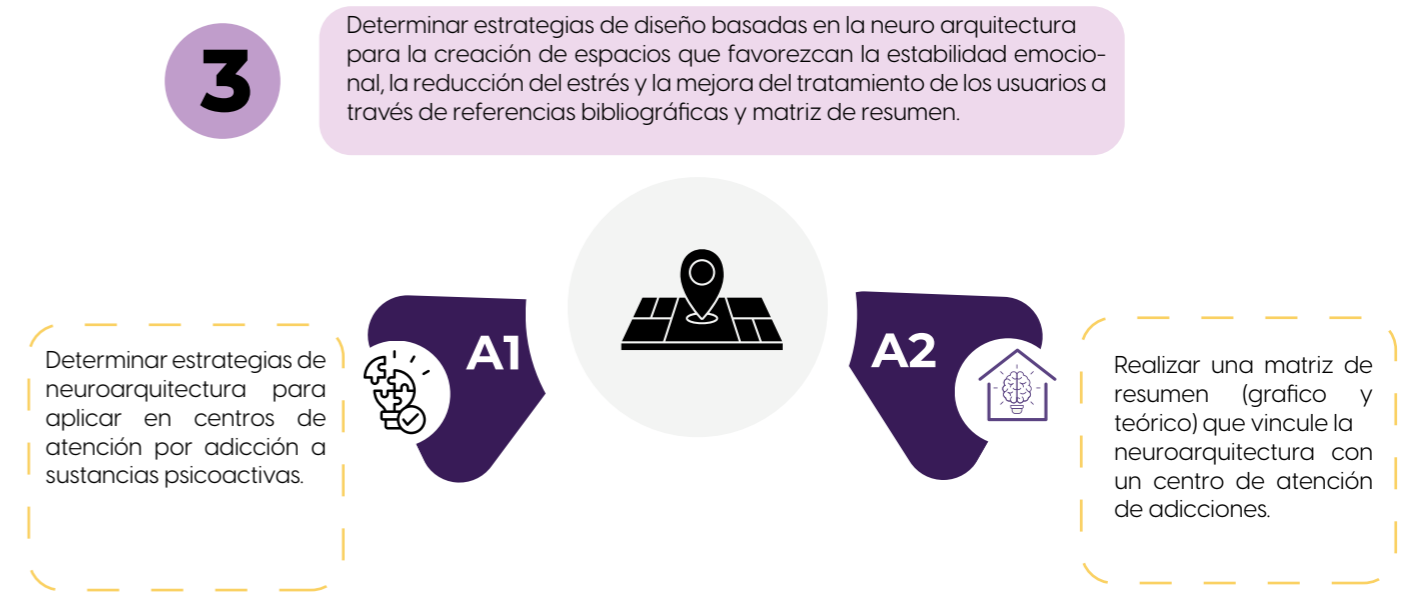 3
Determinar estrategias de diseño basadas en la neuro arquitectura
para la creación de espacios que favorezcan la estabilidad emocio-
nal, la reducción del estrés y la mejora del tratamiento de los usuarios a
través de referencias bibliográficas y matriz de resumen.
A1
Determinar estrategias de
neuroarquitectura para
aplicar en centros de
atención por adicción a
sustancias psicoactivas.
A2
Realizar una matriz de
resumen (grafico y
teórico) que vincule la
neuroarquitectura con
un centro de atención
de adicciones.